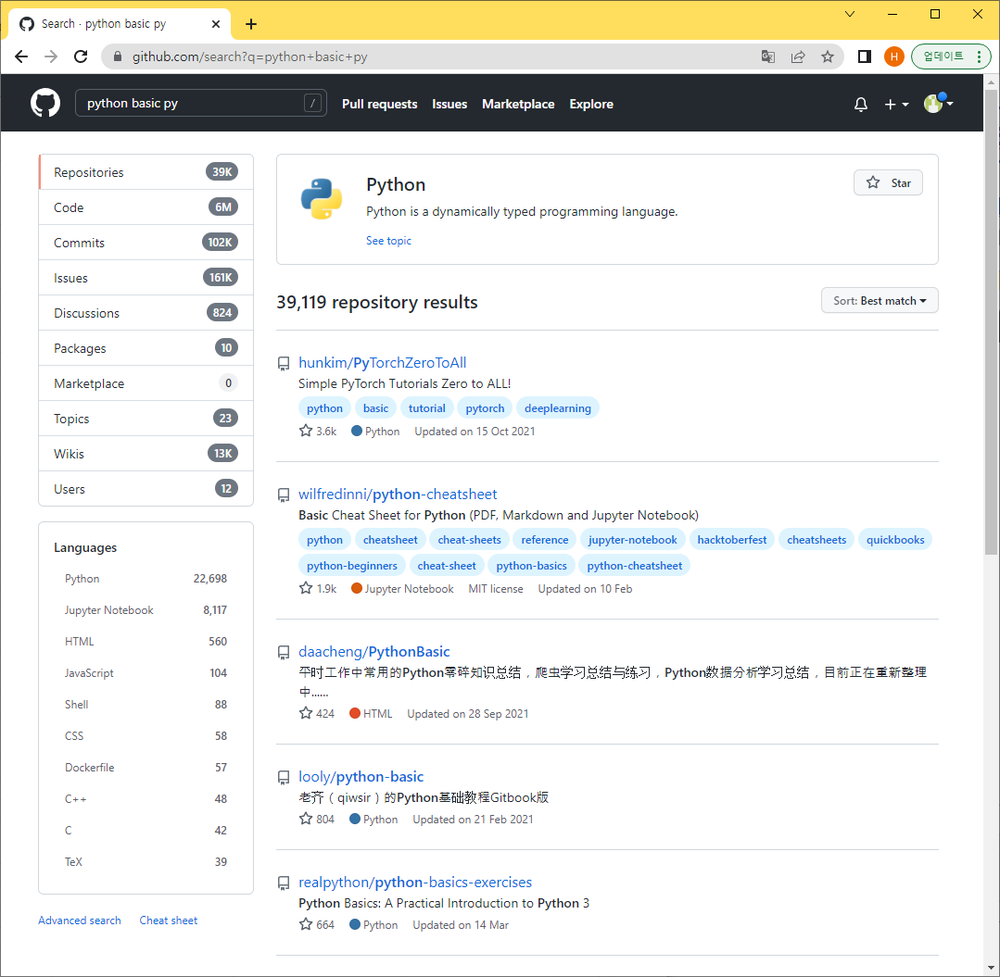 Search · python basic py
github.com/search?q=python+basic+py
H
업데이트
python basic py
/
Pull requests Issues Marketplace Explore
Repositories 39K
Code 6M
Commits 102K
Issues 161K
Discussions 824
Packages 10
Marketplace 0
Topics 23
Wikis 13K
Users 12
Languages
Python 22,698
Jupyter Notebook 8,117
HTML 560
JavaScript 104
Shell 88
CSS 58
Dockerfile 57
C++ 48
C 42
TeX 39
Advanced search Cheat sheet
Python
Star
Python is a dynamically typed programming language.
See topic
39,119 repository results
Sort: Best match
hunkim/PyTorchZeroToAll
Simple PyTorch Tutorials Zero to ALL!
python basic tutorial pytorch deeplearning
3.6k Python Updated on 15 Oct 2021
wilfredinni/python-cheatsheet
Basic Cheat Sheet for Python (PDF, Markdown and Jupyter Notebook)
python cheatsheet cheat-sheets reference jupyter-notebook hacktoberfest cheatsheets quickbooks
python-beginners cheat-sheet python-basics python-cheatsheet
1.9k Jupyter Notebook MIT license Updated on 10 Feb
daacheng/PythonBasic
平时工作中常用的Python零碎知识总结，爬虫学习总结与练习，Python数据分析学习总结，目前正在重新整理
中......
424 HTML Updated on 28 Sep 2021
looly/python-basic
老齐（qiwsir）的Python基础教程Gitbook版
804 Python Updated on 21 Feb 2021
realpython/python-basics-exercises
Python Basics: A Practical Introduction to Python 3
664 Python Updated on 14 Mar